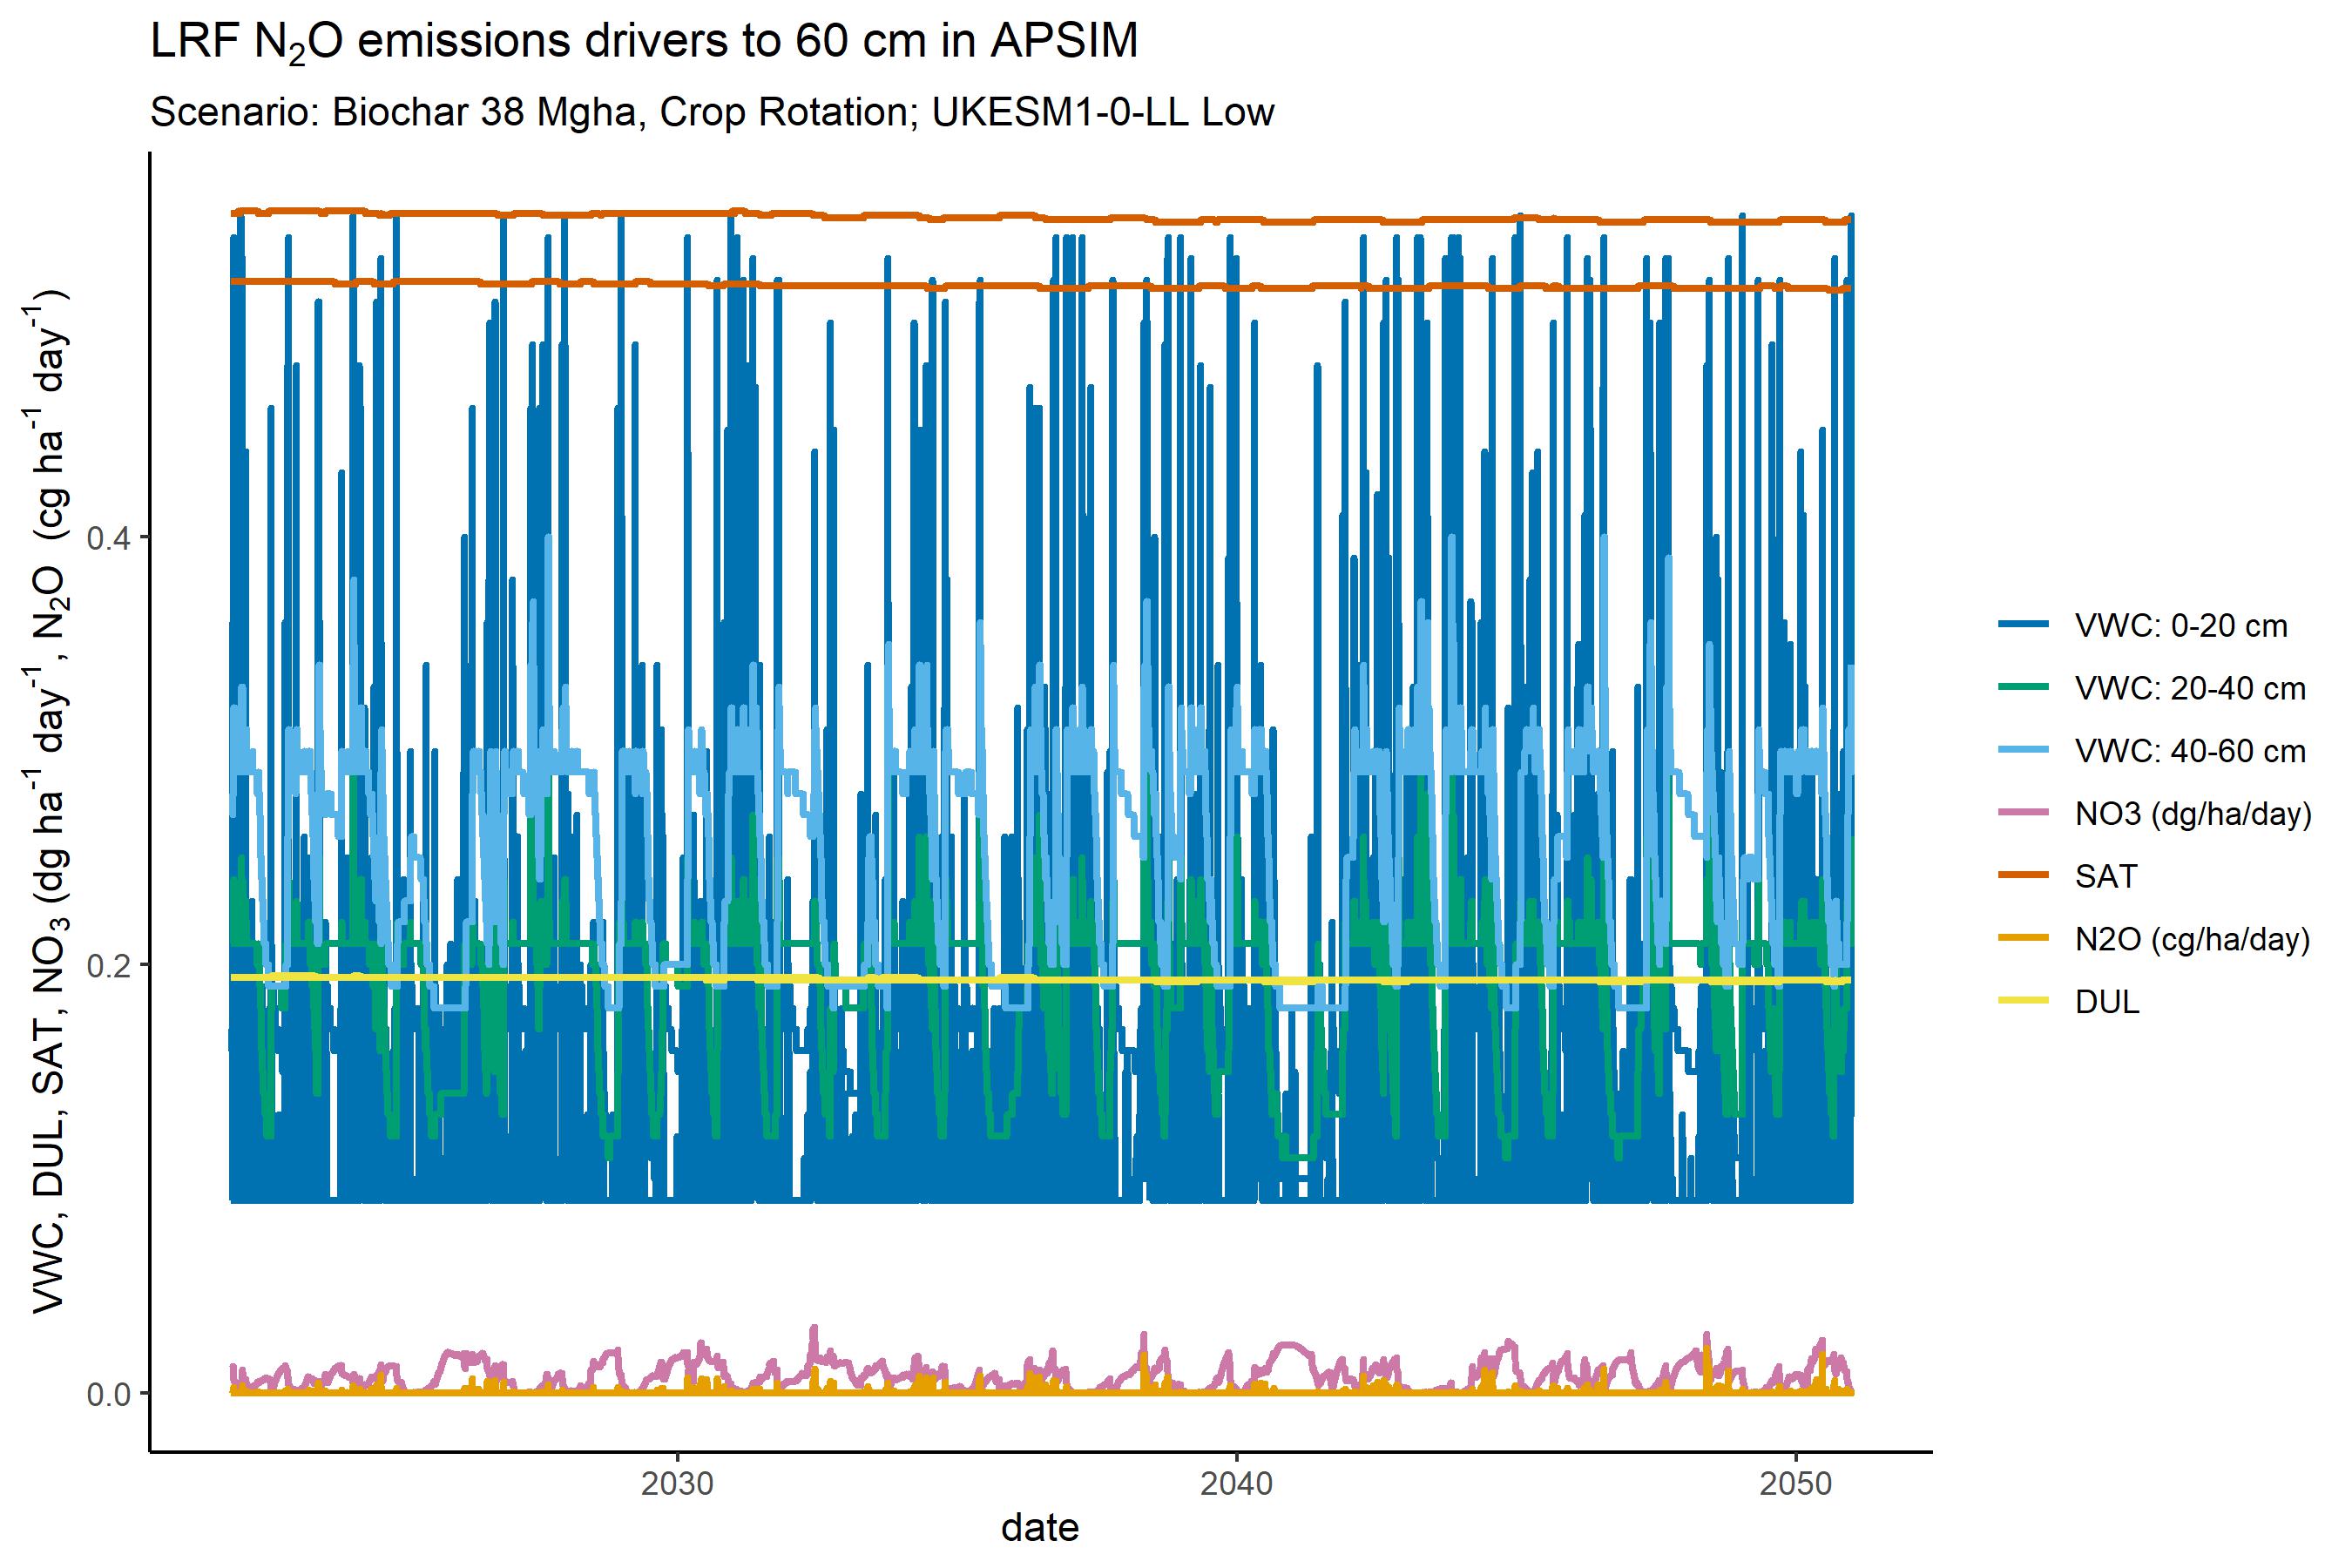 LRF N₂O emissions drivers to 60 cm in APSIM
Scenario: Biochar 38 Mgha, Crop Rotation; UKESM1-0-LL Low
VWC, DUL, SAT, NO₃ (dg ha⁻¹ day⁻¹, N₂O (cg ha⁻¹ day⁻¹)
0.4
0.2
0.0
2030 2040 2050
date
VWC: 0-20 cm
VWC: 20-40 cm
VWC: 40-60 cm
NO3 (dg/ha/day)
SAT
N2O (cg/ha/day)
DUL